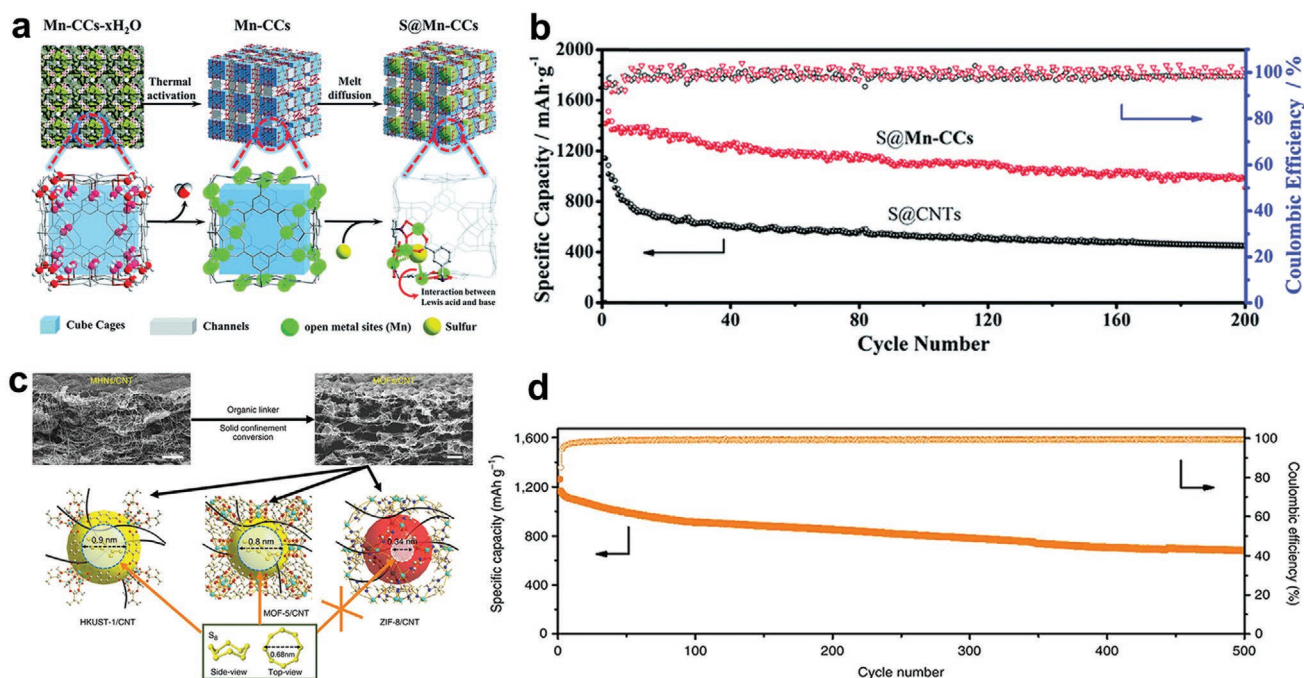 a
Mn-CCs-xH₂O
Mn-CCs
S@Mn-CCs
Thermal
activation
Melt
diffusion
Interaction between
Lewis acid and base
Cube Cages
Channels
open metal sites (Mn)
Sulfur
b
Specific Capacity / mAh·g⁻¹
2000
1600
1200
800
400
0
S@Mn-CCs
S@CNTs
0
40
80
120
160
200
Cycle Number
100
80
60
40
20
0
Coulombic Efficiency / %
c
Organic linker
Solid confinement
conversion
0.9 nm
0.8 nm
0.34 nm
HKUST-1/CNT
MOF-5/CNT
ZIF-8/CNT
S₈
0.68nm
Side-view
Top-view
d
Specific capacity (mAh g⁻¹)
1,600
1,200
800
400
0
0
100
200
300
400
500
Cycle number
100
80
60
40
20
0
Coulombic
efficiency (%)